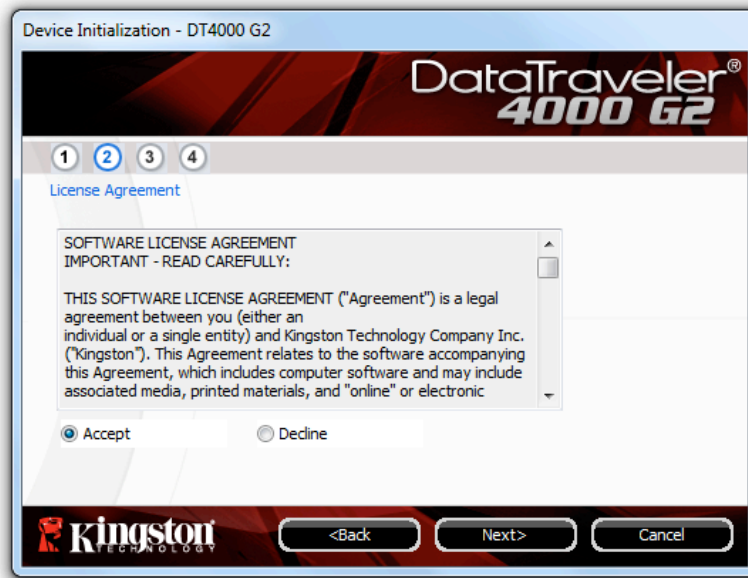 Device Initialization - DT4000 G2
DataTraveler®
4000 G2
1 2 3 4
License Agreement
SOFTWARE LICENSE AGREEMENT
IMPORTANT - READ CAREFULLY:
THIS SOFTWARE LICENSE AGREEMENT ("Agreement") is a legal
agreement between you (either an
individual or a single entity) and Kingston Technology Company Inc.
("Kingston"). This Agreement relates to the software accompanying
this Agreement, which includes computer software and may include
associated media, printed materials, and "online" or electronic
Accept Decline
Kingston
TECHNOLOGY
<Back Next> Cancel